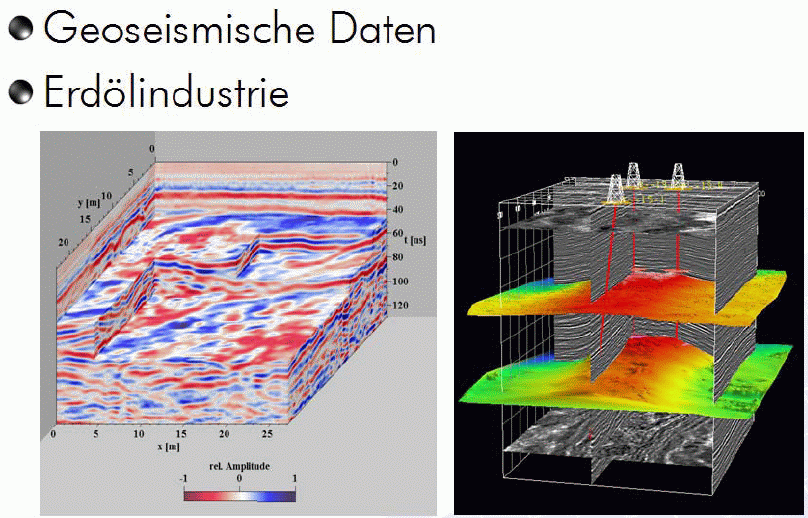 Geoseismische Daten
Erdölindustrie
0
5
y [m] 10
15
20
0
20
40
60
t [ns]
80
100
120
0 5 10 15 20 25
x [m]
rel. Amplitude
-1 0 1